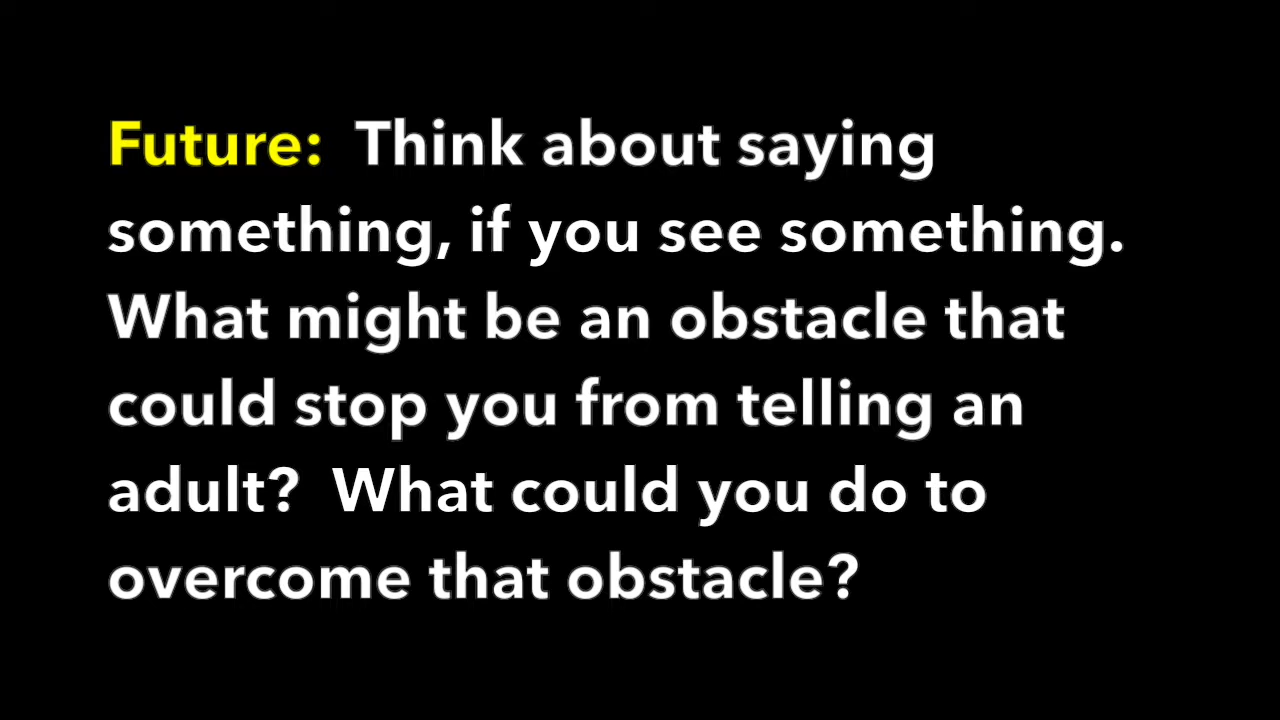 Future:  Think about saying
something, if you see something.
What might be an obstacle that
could stop you from telling an
adult?  What could you do to
overcome that obstacle?